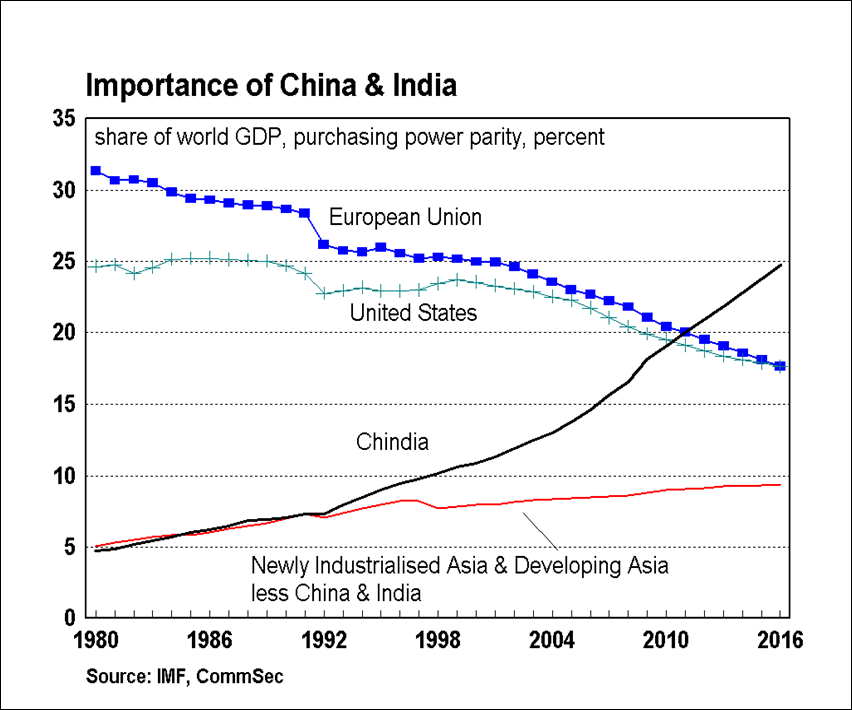 Importance of China & India
35
share of world GDP, purchasing power parity, percent
30
European Union
25
United States
20
15
Chindia
10
5
Newly Industrialised Asia & Developing Asia
less China & India
0
1980 1986 1992 1998 2004 2010 2016
Source: IMF, CommSec